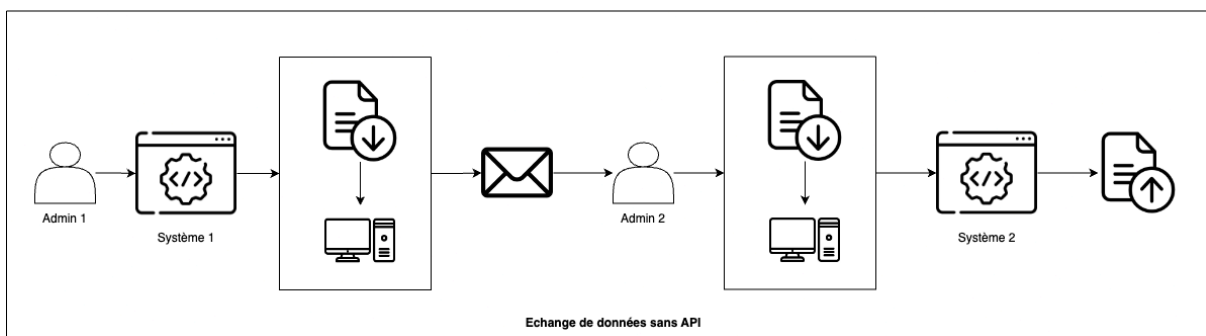 Admin 1
Système 1
Admin 2
Système 2
Echange de données sans API